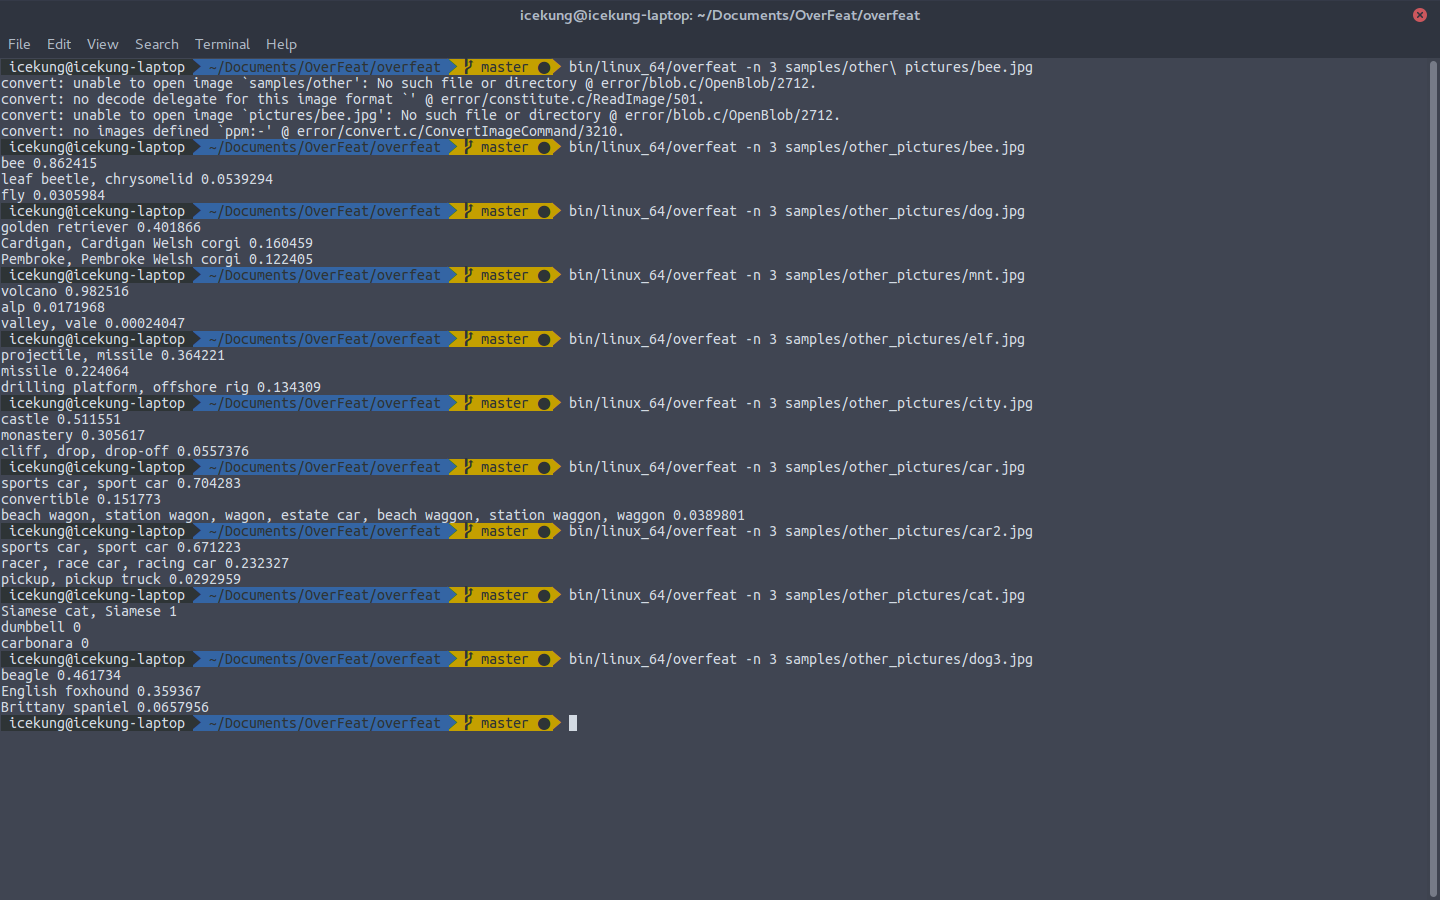 icekung@icekung-laptop: ~/Documents/OverFeat/overfeat
File Edit View Search Terminal Help
icekung@icekung-laptop ~/Documents/OverFeat/overfeat master ● bin/linux_64/overfeat -n 3 samples/other\ pictures/bee.jpg
convert: unable to open image `samples/other': No such file or directory @ error/blob.c/OpenBlob/2712.
convert: no decode delegate for this image format `' @ error/constitute.c/ReadImage/501.
convert: unable to open image `pictures/bee.jpg': No such file or directory @ error/blob.c/OpenBlob/2712.
convert: no images defined `ppm:-' @ error/convert.c/ConvertImageCommand/3210.
icekung@icekung-laptop ~/Documents/OverFeat/overfeat master ● bin/linux_64/overfeat -n 3 samples/other_pictures/bee.jpg
bee 0.862415
leaf beetle, chrysomelid 0.0539294
fly 0.0305984
icekung@icekung-laptop ~/Documents/OverFeat/overfeat master ● bin/linux_64/overfeat -n 3 samples/other_pictures/dog.jpg
golden retriever 0.401866
Cardigan, Cardigan Welsh corgi 0.160459
Pembroke, Pembroke Welsh corgi 0.122405
icekung@icekung-laptop ~/Documents/OverFeat/overfeat master ● bin/linux_64/overfeat -n 3 samples/other_pictures/mnt.jpg
volcano 0.982516
alp 0.0171968
valley, vale 0.00024047
icekung@icekung-laptop ~/Documents/OverFeat/overfeat master ● bin/linux_64/overfeat -n 3 samples/other_pictures/elf.jpg
projectile, missile 0.364221
missile 0.224064
drilling platform, offshore rig 0.134309
icekung@icekung-laptop ~/Documents/OverFeat/overfeat master ● bin/linux_64/overfeat -n 3 samples/other_pictures/city.jpg
castle 0.511551
monastery 0.305617
cliff, drop, drop-off 0.0557376
icekung@icekung-laptop ~/Documents/OverFeat/overfeat master ● bin/linux_64/overfeat -n 3 samples/other_pictures/car.jpg
sports car, sport car 0.704283
convertible 0.151773
beach wagon, station wagon, wagon, estate car, beach waggon, station waggon, waggon 0.0389801
icekung@icekung-laptop ~/Documents/OverFeat/overfeat master ● bin/linux_64/overfeat -n 3 samples/other_pictures/car2.jpg
sports car, sport car 0.671223
racer, race car, racing car 0.232327
pickup, pickup truck 0.0292959
icekung@icekung-laptop ~/Documents/OverFeat/overfeat master ● bin/linux_64/overfeat -n 3 samples/other_pictures/cat.jpg
Siamese cat, Siamese 1
dumbbell 0
carbonara 0
icekung@icekung-laptop ~/Documents/OverFeat/overfeat master ● bin/linux_64/overfeat -n 3 samples/other_pictures/dog3.jpg
beagle 0.461734
English foxhound 0.359367
Brittany spaniel 0.0657956
icekung@icekung-laptop ~/Documents/OverFeat/overfeat master ●